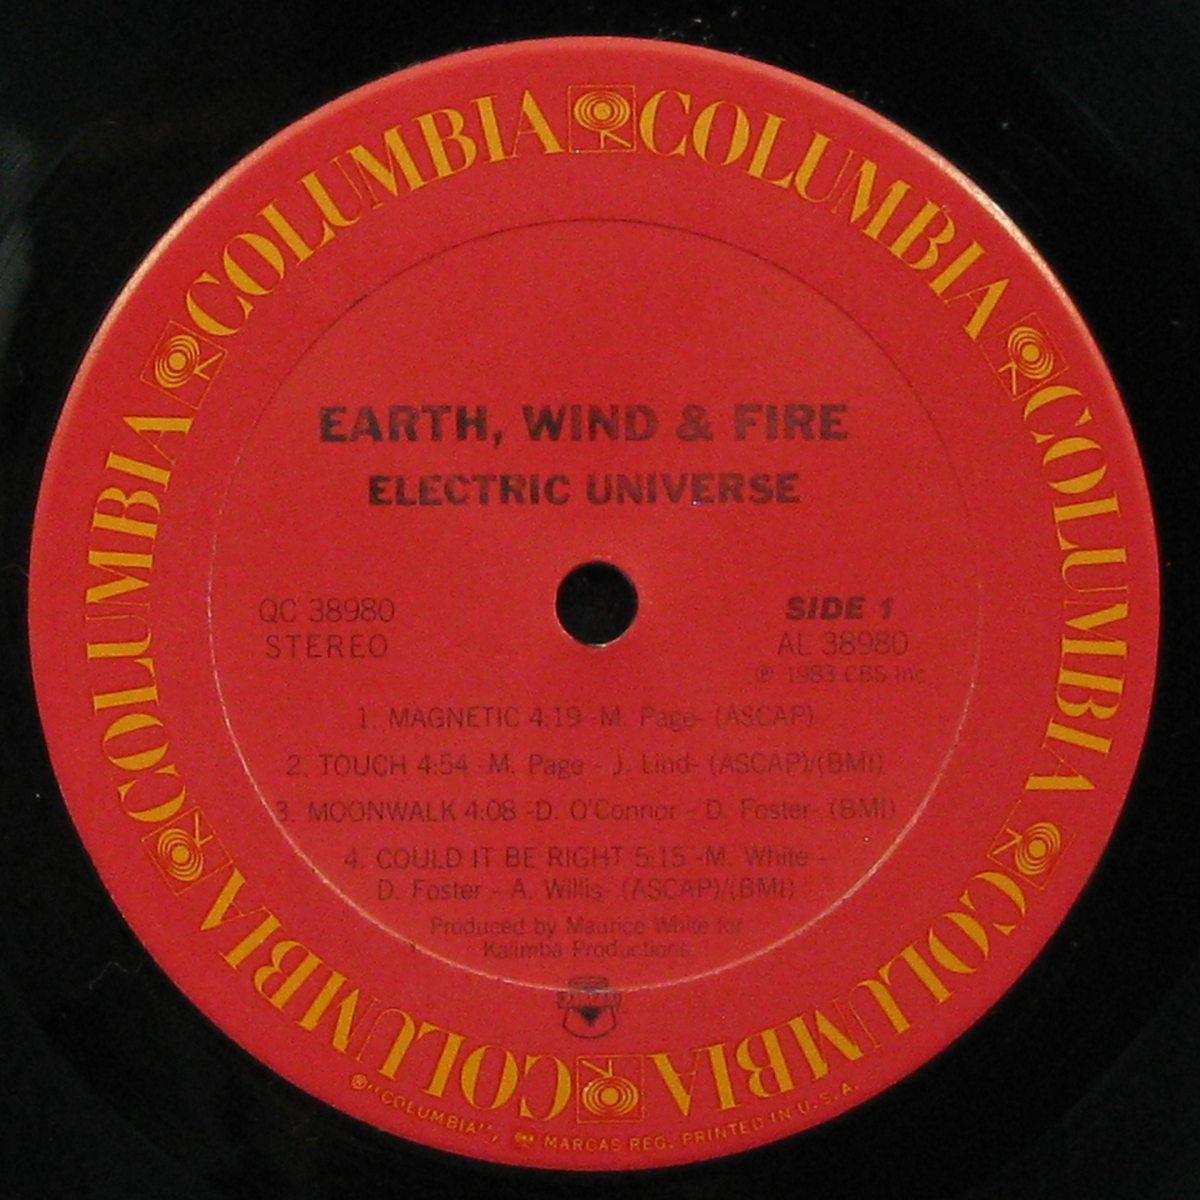 COLUMBIA COLUMBIA COLUMBIA COLUMBIA COLUMBIA COLUMBIA
EARTH, WIND & FIRE
ELECTRIC UNIVERSE
QC 38980
STEREO
SIDE 1
AL 38980
℗ 1983 CBS Inc.
1. MAGNETIC 4:19 -M. Page- (ASCAP)
2. TOUCH 4:54 -M. Page - J. Lind- (ASCAP)/(BMI)
3. MOONWALK 4:08 -D. O'Connor - D. Foster- (BMI)
4. COULD IT BE RIGHT 5:15 -M. White -
D. Foster - A. Willis- (ASCAP)/(BMI)
Produced by Maurice White for
Kalimba Productions.
®"COLUMBIA", MARCAS REG. PRINTED IN U.S.A.